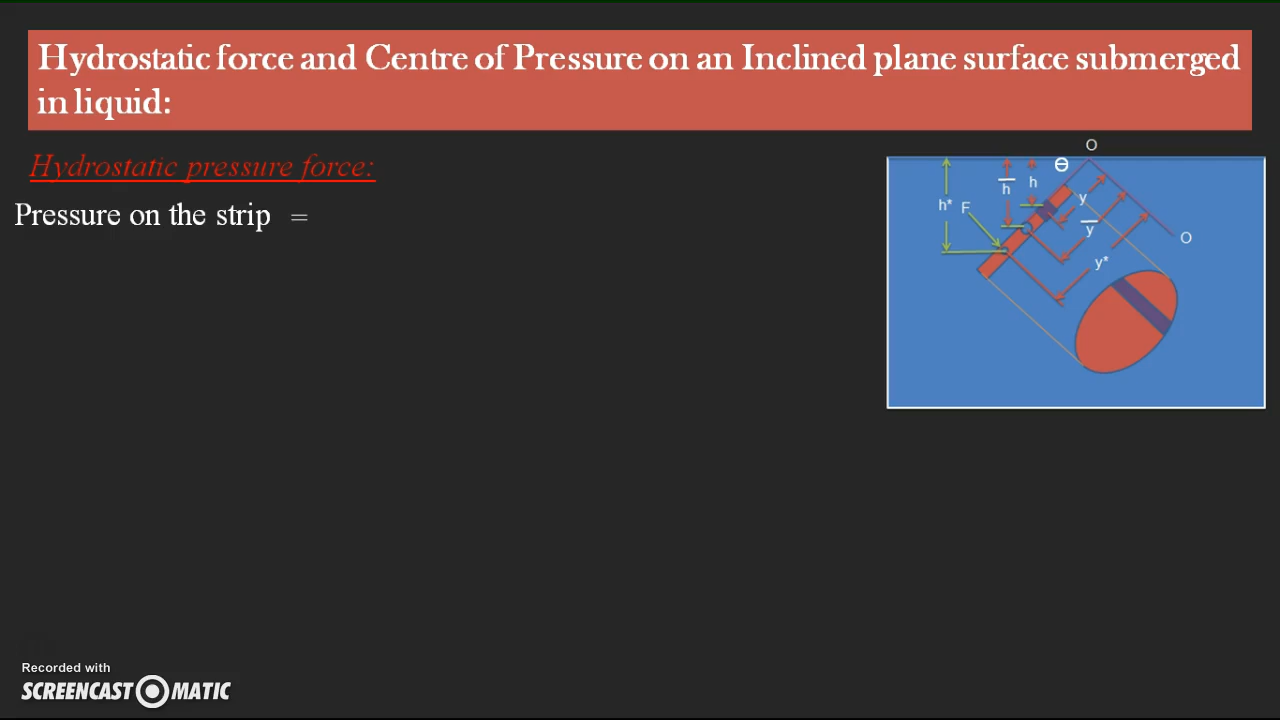 Hydrostatic force and Centre of Pressure on an Inclined plane surface submerged
in liquid:
Hydrostatic pressure force:
Pressure on the strip =
O
Θ
h
h
h*
F
y
y
O
y*
Recorded with
SCREENCAST O MATIC